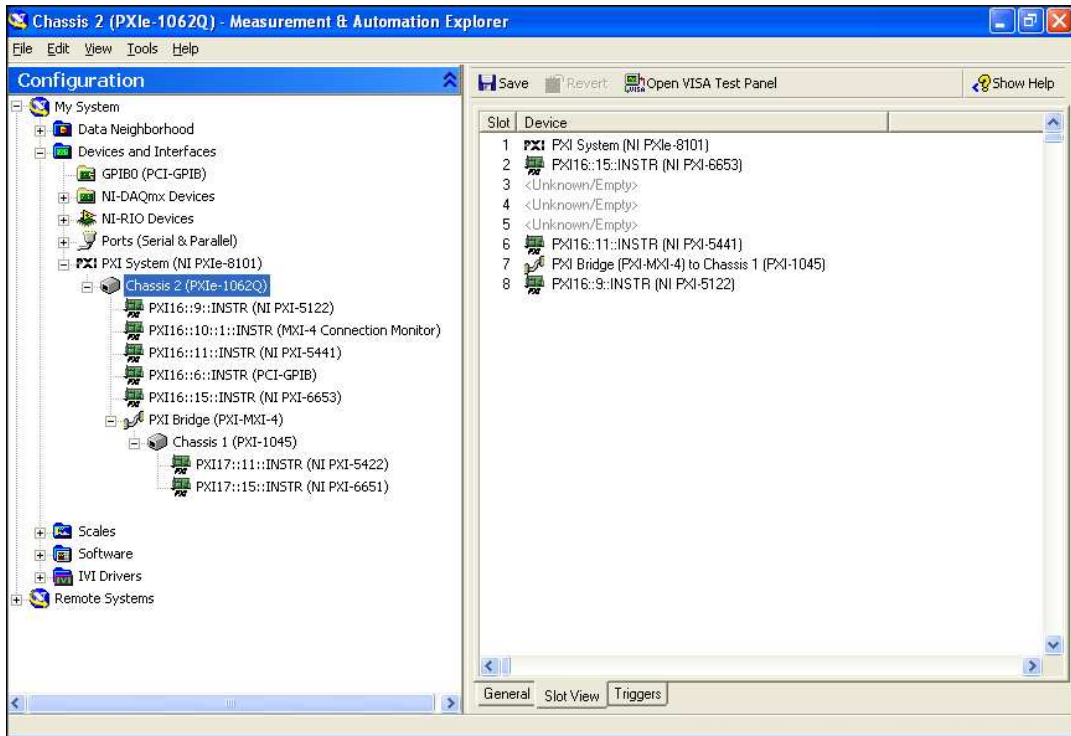 Chassis 2 (PXIe-1062Q) - Measurement & Automation Explorer
File Edit View Tools Help
Configuration
My System
Data Neighborhood
Devices and Interfaces
GPIB0 (PCI-GPIB)
NI-DAQmx Devices
NI-RIO Devices
Ports (Serial & Parallel)
PXI PXI System (NI PXIe-8101)
Chassis 2 (PXIe-1062Q)
PXI16::9::INSTR (NI PXI-5122)
PXI16::10::1::INSTR (MXI-4 Connection Monitor)
PXI16::11::INSTR (NI PXI-5441)
PXI16::6::INSTR (PCI-GPIB)
PXI16::15::INSTR (NI PXI-6653)
PXI Bridge (PXI-MXI-4)
Chassis 1 (PXI-1045)
PXI17::11::INSTR (NI PXI-5422)
PXI17::15::INSTR (NI PXI-6651)
Scales
Software
IVI Drivers
Remote Systems
Save Revert Open VISA Test Panel Show Help
Slot Device
1 PXI PXI System (NI PXIe-8101)
2 PXI16::15::INSTR (NI PXI-6653)
3 <Unknown/Empty>
4 <Unknown/Empty>
5 <Unknown/Empty>
6 PXI16::11::INSTR (NI PXI-5441)
7 PXI Bridge (PXI-MXI-4) to Chassis 1 (PXI-1045)
8 PXI16::9::INSTR (NI PXI-5122)
General Slot View Triggers